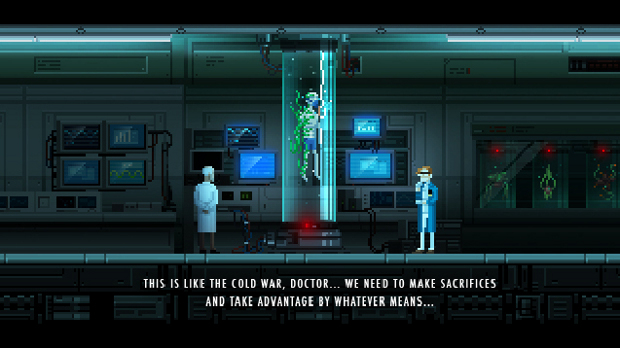 THIS IS LIKE THE COLD WAR, DOCTOR... WE NEED TO MAKE SACRIFICES
AND TAKE ADVANTAGE BY WHATEVER MEANS...